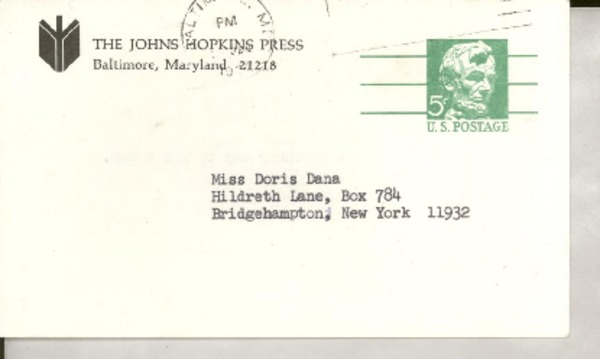 THE JOHNS HOPKINS PRESS
Baltimore, Maryland 21218
PM
5¢
U.S. POSTAGE
Miss Doris Dana
Hildreth Lane, Box 784
Bridgehampton, New York 11932